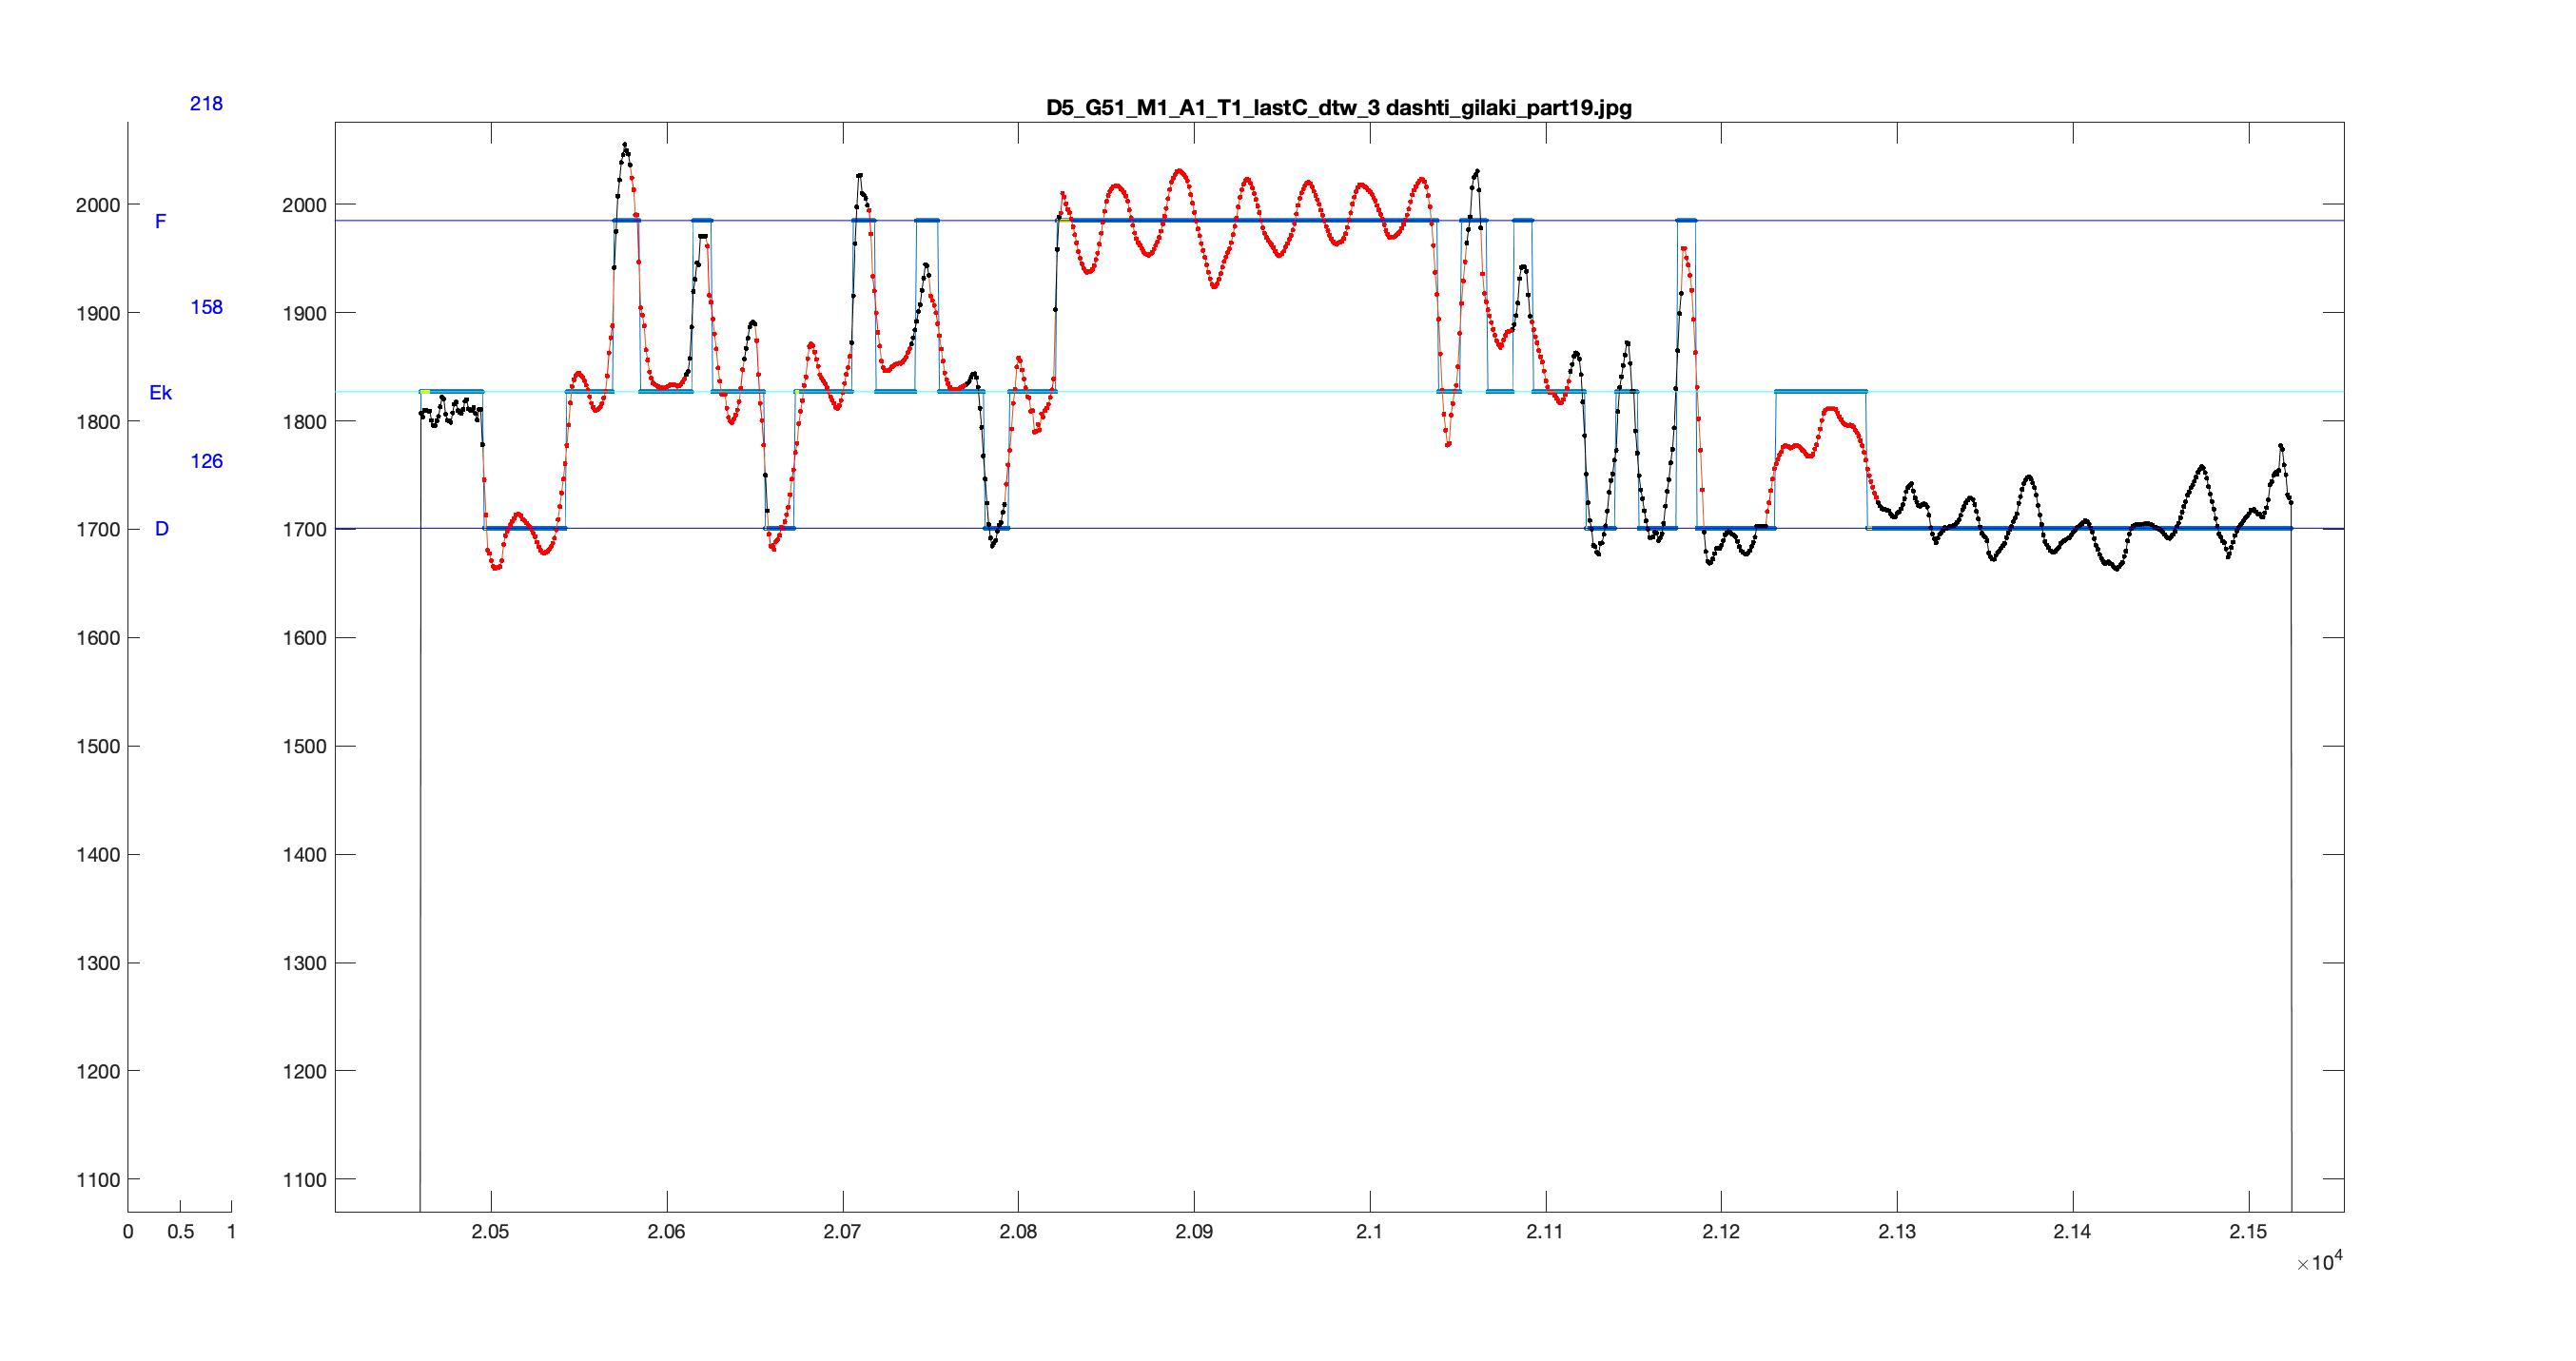 D5_G51_M1_A1_T1_lastC_dtw_3 dashti_gilaki_part19.jpg
218
2000 F 2000
1900 158 1900
1800 Ek 1800
126
1700 D 1700
1600 1600
1500 1500
1400 1400
1300 1300
1200 1200
1100 1100
0 0.5 1 2.05 2.06 2.07 2.08 2.09 2.1 2.11 2.12 2.13 2.14 2.15
×10⁴